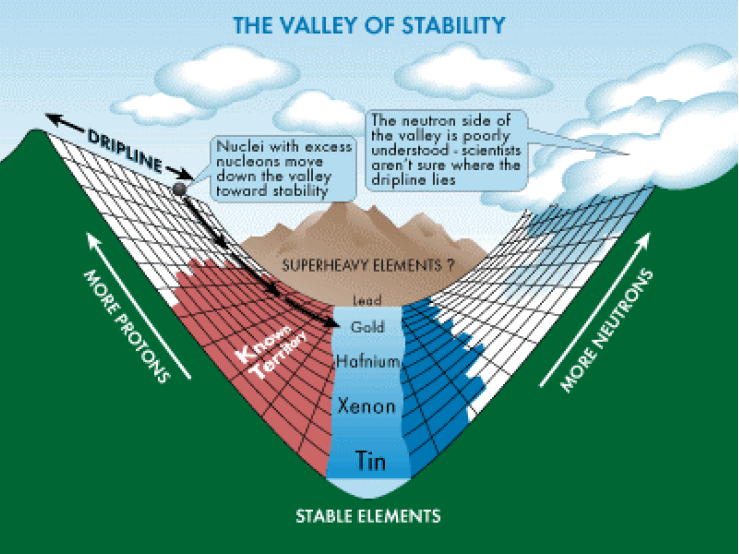 THE VALLEY OF STABILITY
DRIPLINE
Nuclei with excess
nucleons move
down the valley
toward stability
The neutron side of
the valley is poorly
understood - scientists
aren't sure where the
dripline lies
SUPERHEAVY ELEMENTS ?
MORE PROTONS
MORE NEUTRONS
Known
Territory
Lead
Gold
Hafnium
Xenon
Tin
STABLE ELEMENTS